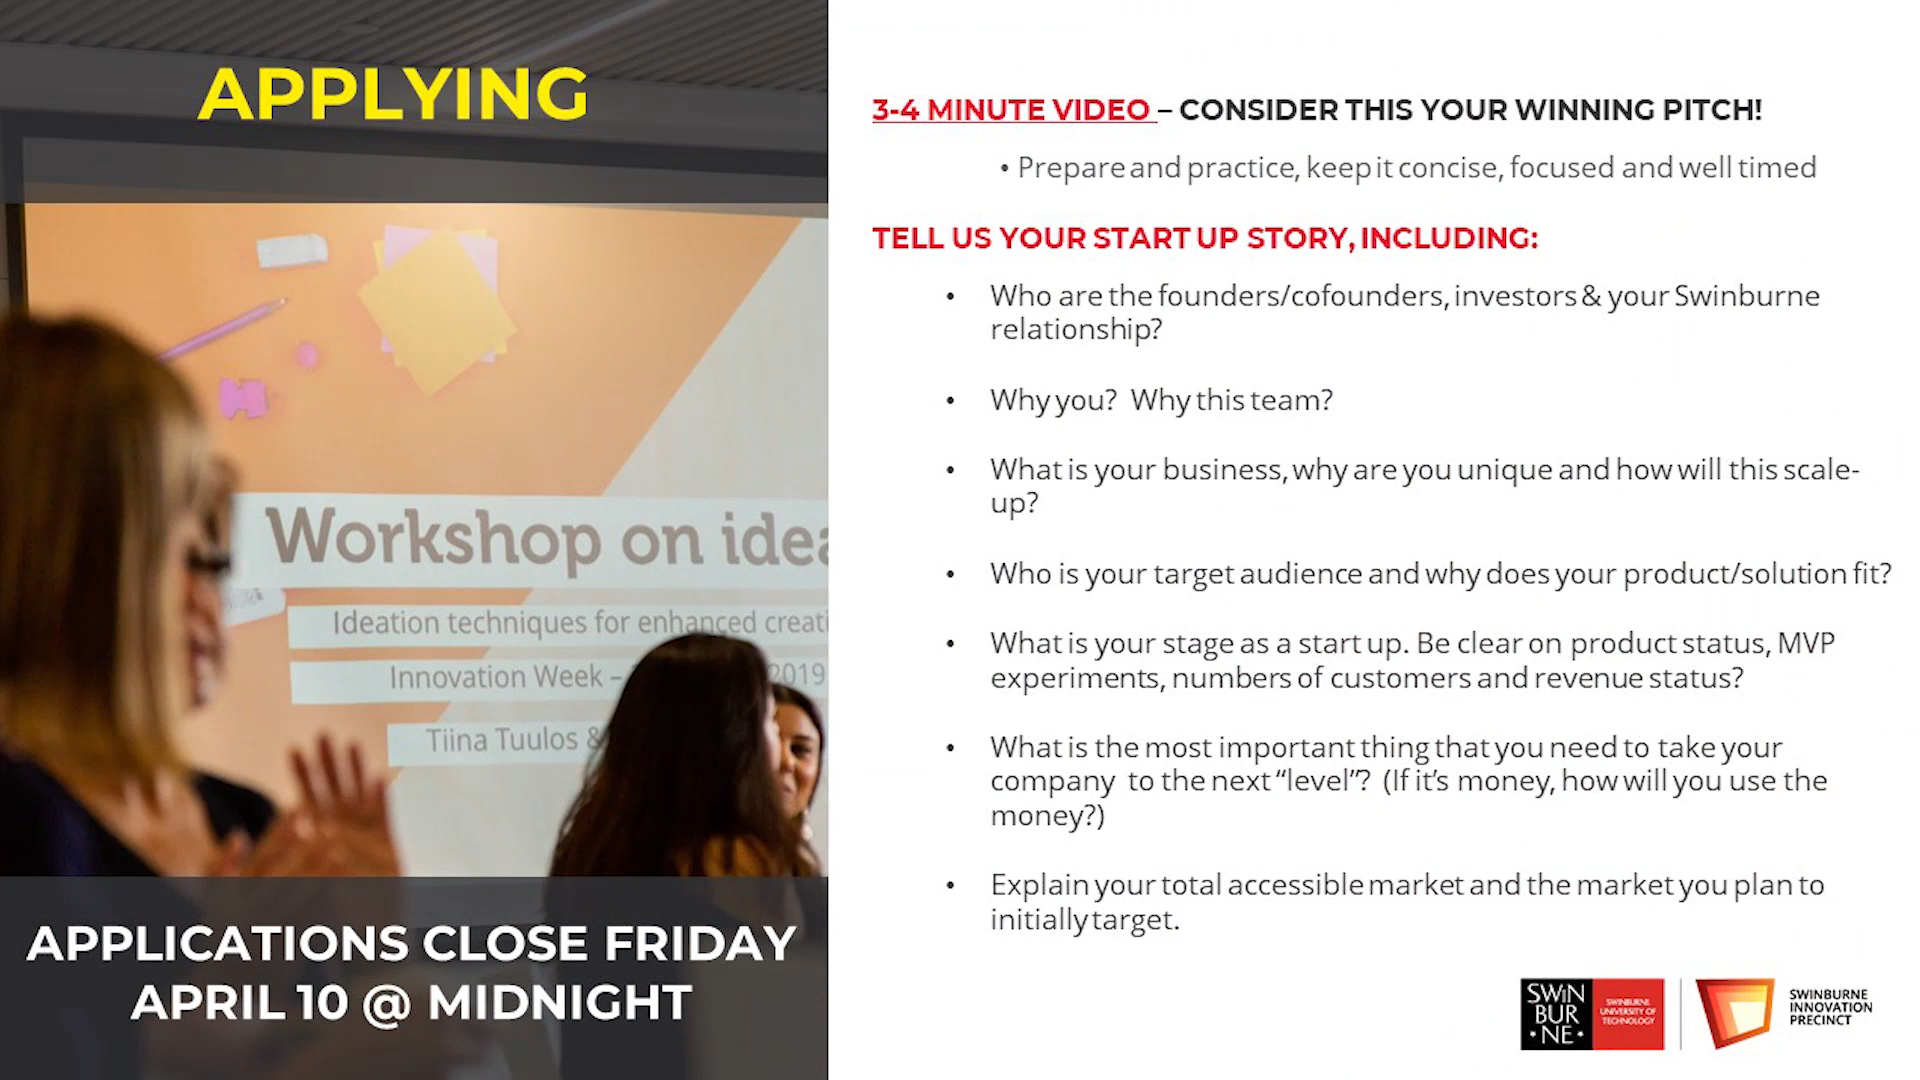 APPLYING
Workshop on idea
Ideation techniques for enhanced creati
Innovation Week –
2019
Tiina Tuulos &
APPLICATIONS CLOSE FRIDAY
APRIL 10 @ MIDNIGHT
3-4 MINUTE VIDEO – CONSIDER THIS YOUR WINNING PITCH!
• Prepare and practice, keep it concise, focused and well timed
TELL US YOUR START UP STORY, INCLUDING:
• Who are the founders/cofounders, investors & your Swinburne
relationship?
• Why you? Why this team?
• What is your business, why are you unique and how will this scale-
up?
• Who is your target audience and why does your product/solution fit?
• What is your stage as a start up. Be clear on product status, MVP
experiments, numbers of customers and revenue status?
• What is the most important thing that you need to take your
company to the next “level”? (If it’s money, how will you use the
money?)
• Explain your total accessible market and the market you plan to
initially target.
SWIN
BUR
• NE •
SWINBURNE
UNIVERSITY OF
TECHNOLOGY
SWINBURNE
INNOVATION
PRECINCT